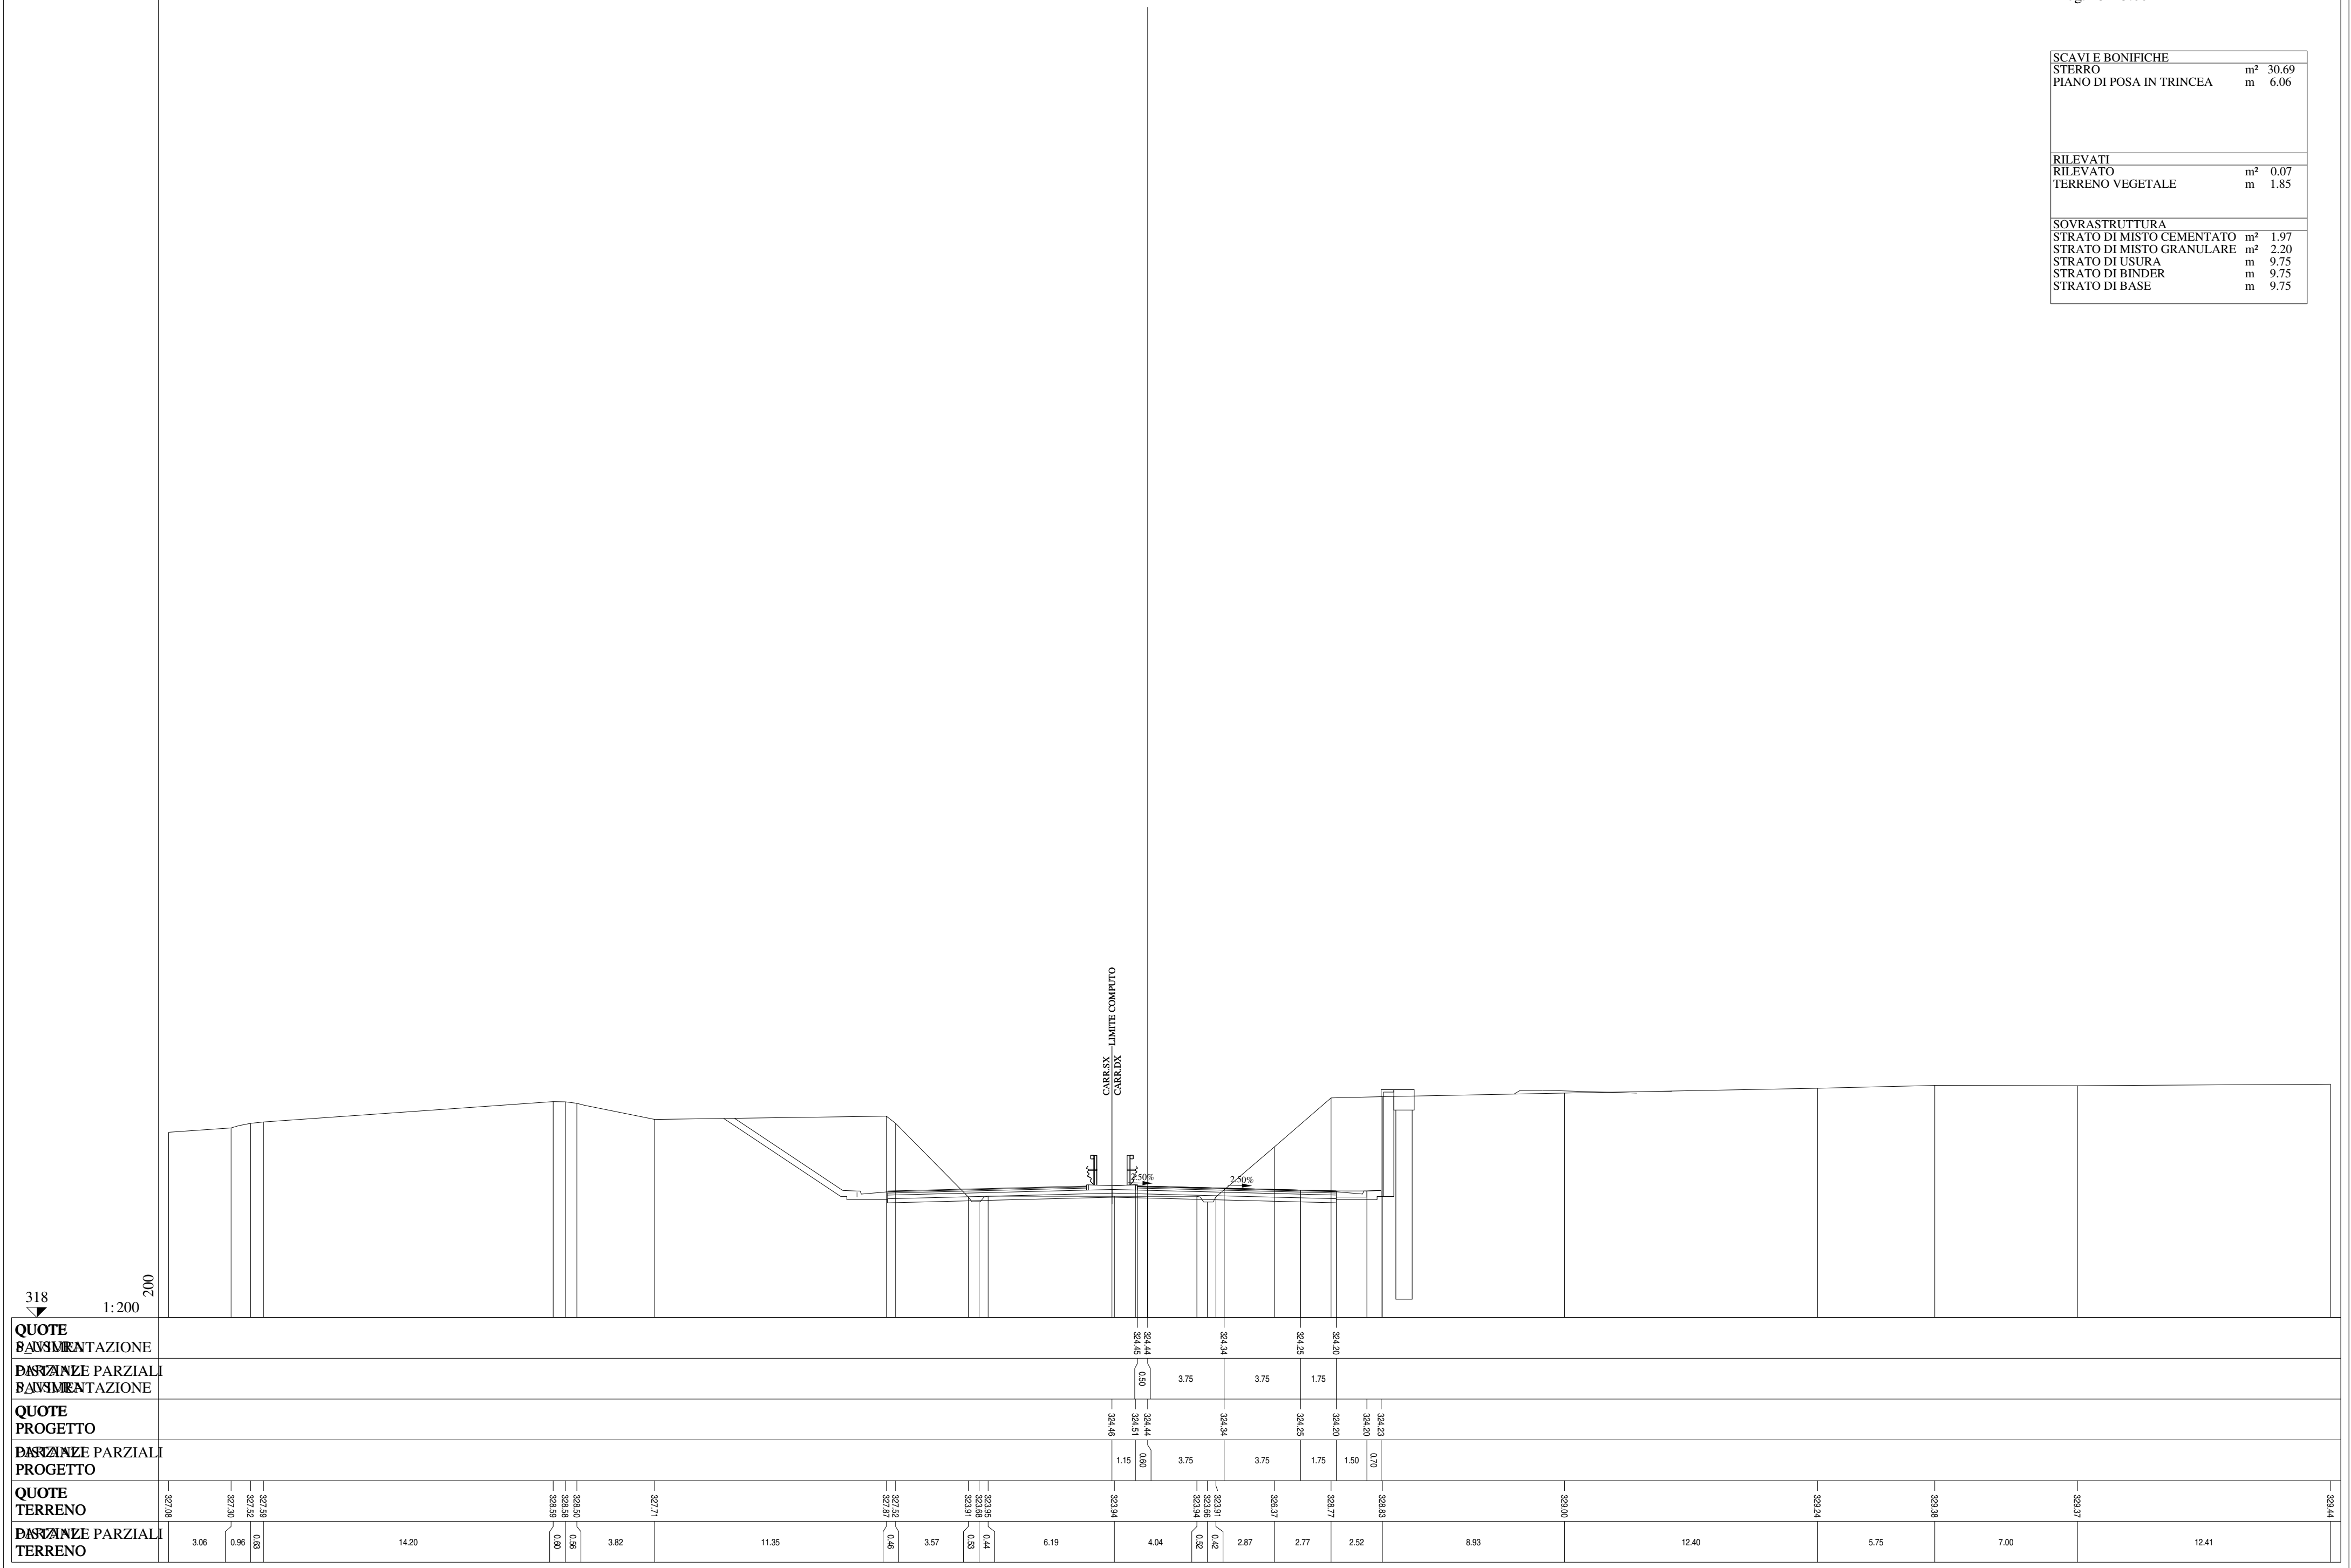 SCAVI E BONIFICHE
STERRO m² 30.69
PIANO DI POSA IN TRINCEA m 6.06
RILEVATI
RILEVATO m² 0.07
TERRENO VEGETALE m 1.85
SOVRASTRUTTURA
STRATO DI MISTO CEMENTATO m² 1.97
STRATO DI MISTO GRANULARE m² 2.20
STRATO DI USURA m 9.75
STRATO DI BINDER m 9.75
STRATO DI BASE m 9.75
LIMITE COMPUTO
CARR.SX
CARR.DX
2.50% 2.50%
200
318 1:200
QUOTE
PAVIMENTAZIONE
324.45 324.44 324.34 324.25 324.20
PARZIALI
PAVIMENTAZIONE
0.50 3.75 3.75 1.75
QUOTE
PROGETTO
324.46 324.51 324.44 324.34 324.25 324.20 324.20 324.23
PARZIALI
PROGETTO
1.15 0.60 3.75 3.75 1.75 1.50 0.70
QUOTE
TERRENO
327.08 327.30 327.52 327.59 328.59 328.58 328.50 327.71 327.87 327.52 323.91 323.68 323.95 323.94 323.94 323.66 323.91 326.37 328.77 328.83 329.00 329.24 329.38 329.37 329.44
PARZIALI
TERRENO
3.06 0.96 0.63 14.20 0.60 0.56 3.82 11.35 0.46 3.57 0.53 0.44 6.19 4.04 0.52 0.42 2.87 2.77 2.52 8.93 12.40 5.75 7.00 12.41